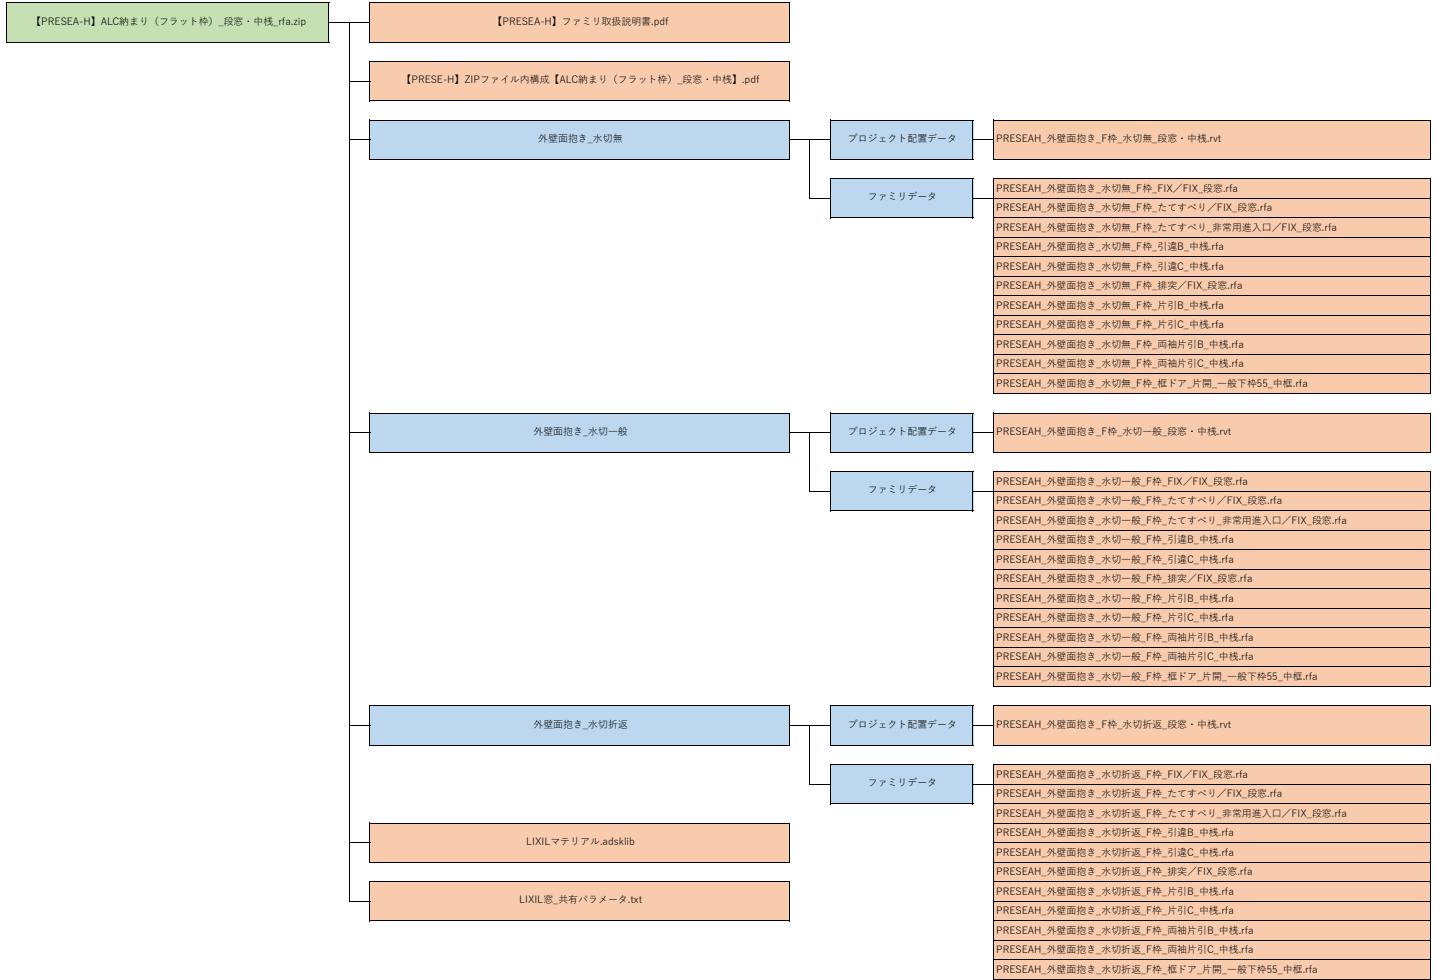 【PRESEA-H】ALC納まり（フラット枠）_段窓・中桟_rfa.zip
【PRESEA-H】ファミリ取扱説明書.pdf
【PRESE-H】ZIPファイル内構成【ALC納まり（フラット枠）_段窓・中桟】.pdf
外壁面抱き_水切無
プロジェクト配置データ
PRESEAH_外壁面抱き_F枠_水切無_段窓・中桟.rvt
ファミリデータ
PRESEAH_外壁面抱き_水切無_F枠_FIX／FIX_段窓.rfa
PRESEAH_外壁面抱き_水切無_F枠_たてすべり／FIX_段窓.rfa
PRESEAH_外壁面抱き_水切無_F枠_たてすべり_非常用進入口／FIX_段窓.rfa
PRESEAH_外壁面抱き_水切無_F枠_引違B_中桟.rfa
PRESEAH_外壁面抱き_水切無_F枠_引違C_中桟.rfa
PRESEAH_外壁面抱き_水切無_F枠_排突／FIX_段窓.rfa
PRESEAH_外壁面抱き_水切無_F枠_片引B_中桟.rfa
PRESEAH_外壁面抱き_水切無_F枠_片引C_中桟.rfa
PRESEAH_外壁面抱き_水切無_F枠_両袖片引B_中桟.rfa
PRESEAH_外壁面抱き_水切無_F枠_両袖片引C_中桟.rfa
PRESEAH_外壁面抱き_水切無_F枠_框ドア_片開_一般下枠55_中框.rfa
外壁面抱き_水切一般
プロジェクト配置データ
PRESEAH_外壁面抱き_F枠_水切一般_段窓・中桟.rvt
ファミリデータ
PRESEAH_外壁面抱き_水切一般_F枠_FIX／FIX_段窓.rfa
PRESEAH_外壁面抱き_水切一般_F枠_たてすべり／FIX_段窓.rfa
PRESEAH_外壁面抱き_水切一般_F枠_たてすべり_非常用進入口／FIX_段窓.rfa
PRESEAH_外壁面抱き_水切一般_F枠_引違B_中桟.rfa
PRESEAH_外壁面抱き_水切一般_F枠_引違C_中桟.rfa
PRESEAH_外壁面抱き_水切一般_F枠_排突／FIX_段窓.rfa
PRESEAH_外壁面抱き_水切一般_F枠_片引B_中桟.rfa
PRESEAH_外壁面抱き_水切一般_F枠_片引C_中桟.rfa
PRESEAH_外壁面抱き_水切一般_F枠_両袖片引B_中桟.rfa
PRESEAH_外壁面抱き_水切一般_F枠_両袖片引C_中桟.rfa
PRESEAH_外壁面抱き_水切一般_F枠_框ドア_片開_一般下枠55_中框.rfa
外壁面抱き_水切折返
プロジェクト配置データ
PRESEAH_外壁面抱き_F枠_水切折返_段窓・中桟.rvt
ファミリデータ
PRESEAH_外壁面抱き_水切折返_F枠_FIX／FIX_段窓.rfa
PRESEAH_外壁面抱き_水切折返_F枠_たてすべり／FIX_段窓.rfa
PRESEAH_外壁面抱き_水切折返_F枠_たてすべり_非常用進入口／FIX_段窓.rfa
PRESEAH_外壁面抱き_水切折返_F枠_引違B_中桟.rfa
PRESEAH_外壁面抱き_水切折返_F枠_引違C_中桟.rfa
PRESEAH_外壁面抱き_水切折返_F枠_排突／FIX_段窓.rfa
PRESEAH_外壁面抱き_水切折返_F枠_片引B_中桟.rfa
PRESEAH_外壁面抱き_水切折返_F枠_片引C_中桟.rfa
PRESEAH_外壁面抱き_水切折返_F枠_両袖片引B_中桟.rfa
PRESEAH_外壁面抱き_水切折返_F枠_両袖片引C_中桟.rfa
PRESEAH_外壁面抱き_水切折返_F枠_框ドア_片開_一般下枠55_中框.rfa
LIXILマテリアル.adsklib
LIXIL窓_共有パラメータ.txt